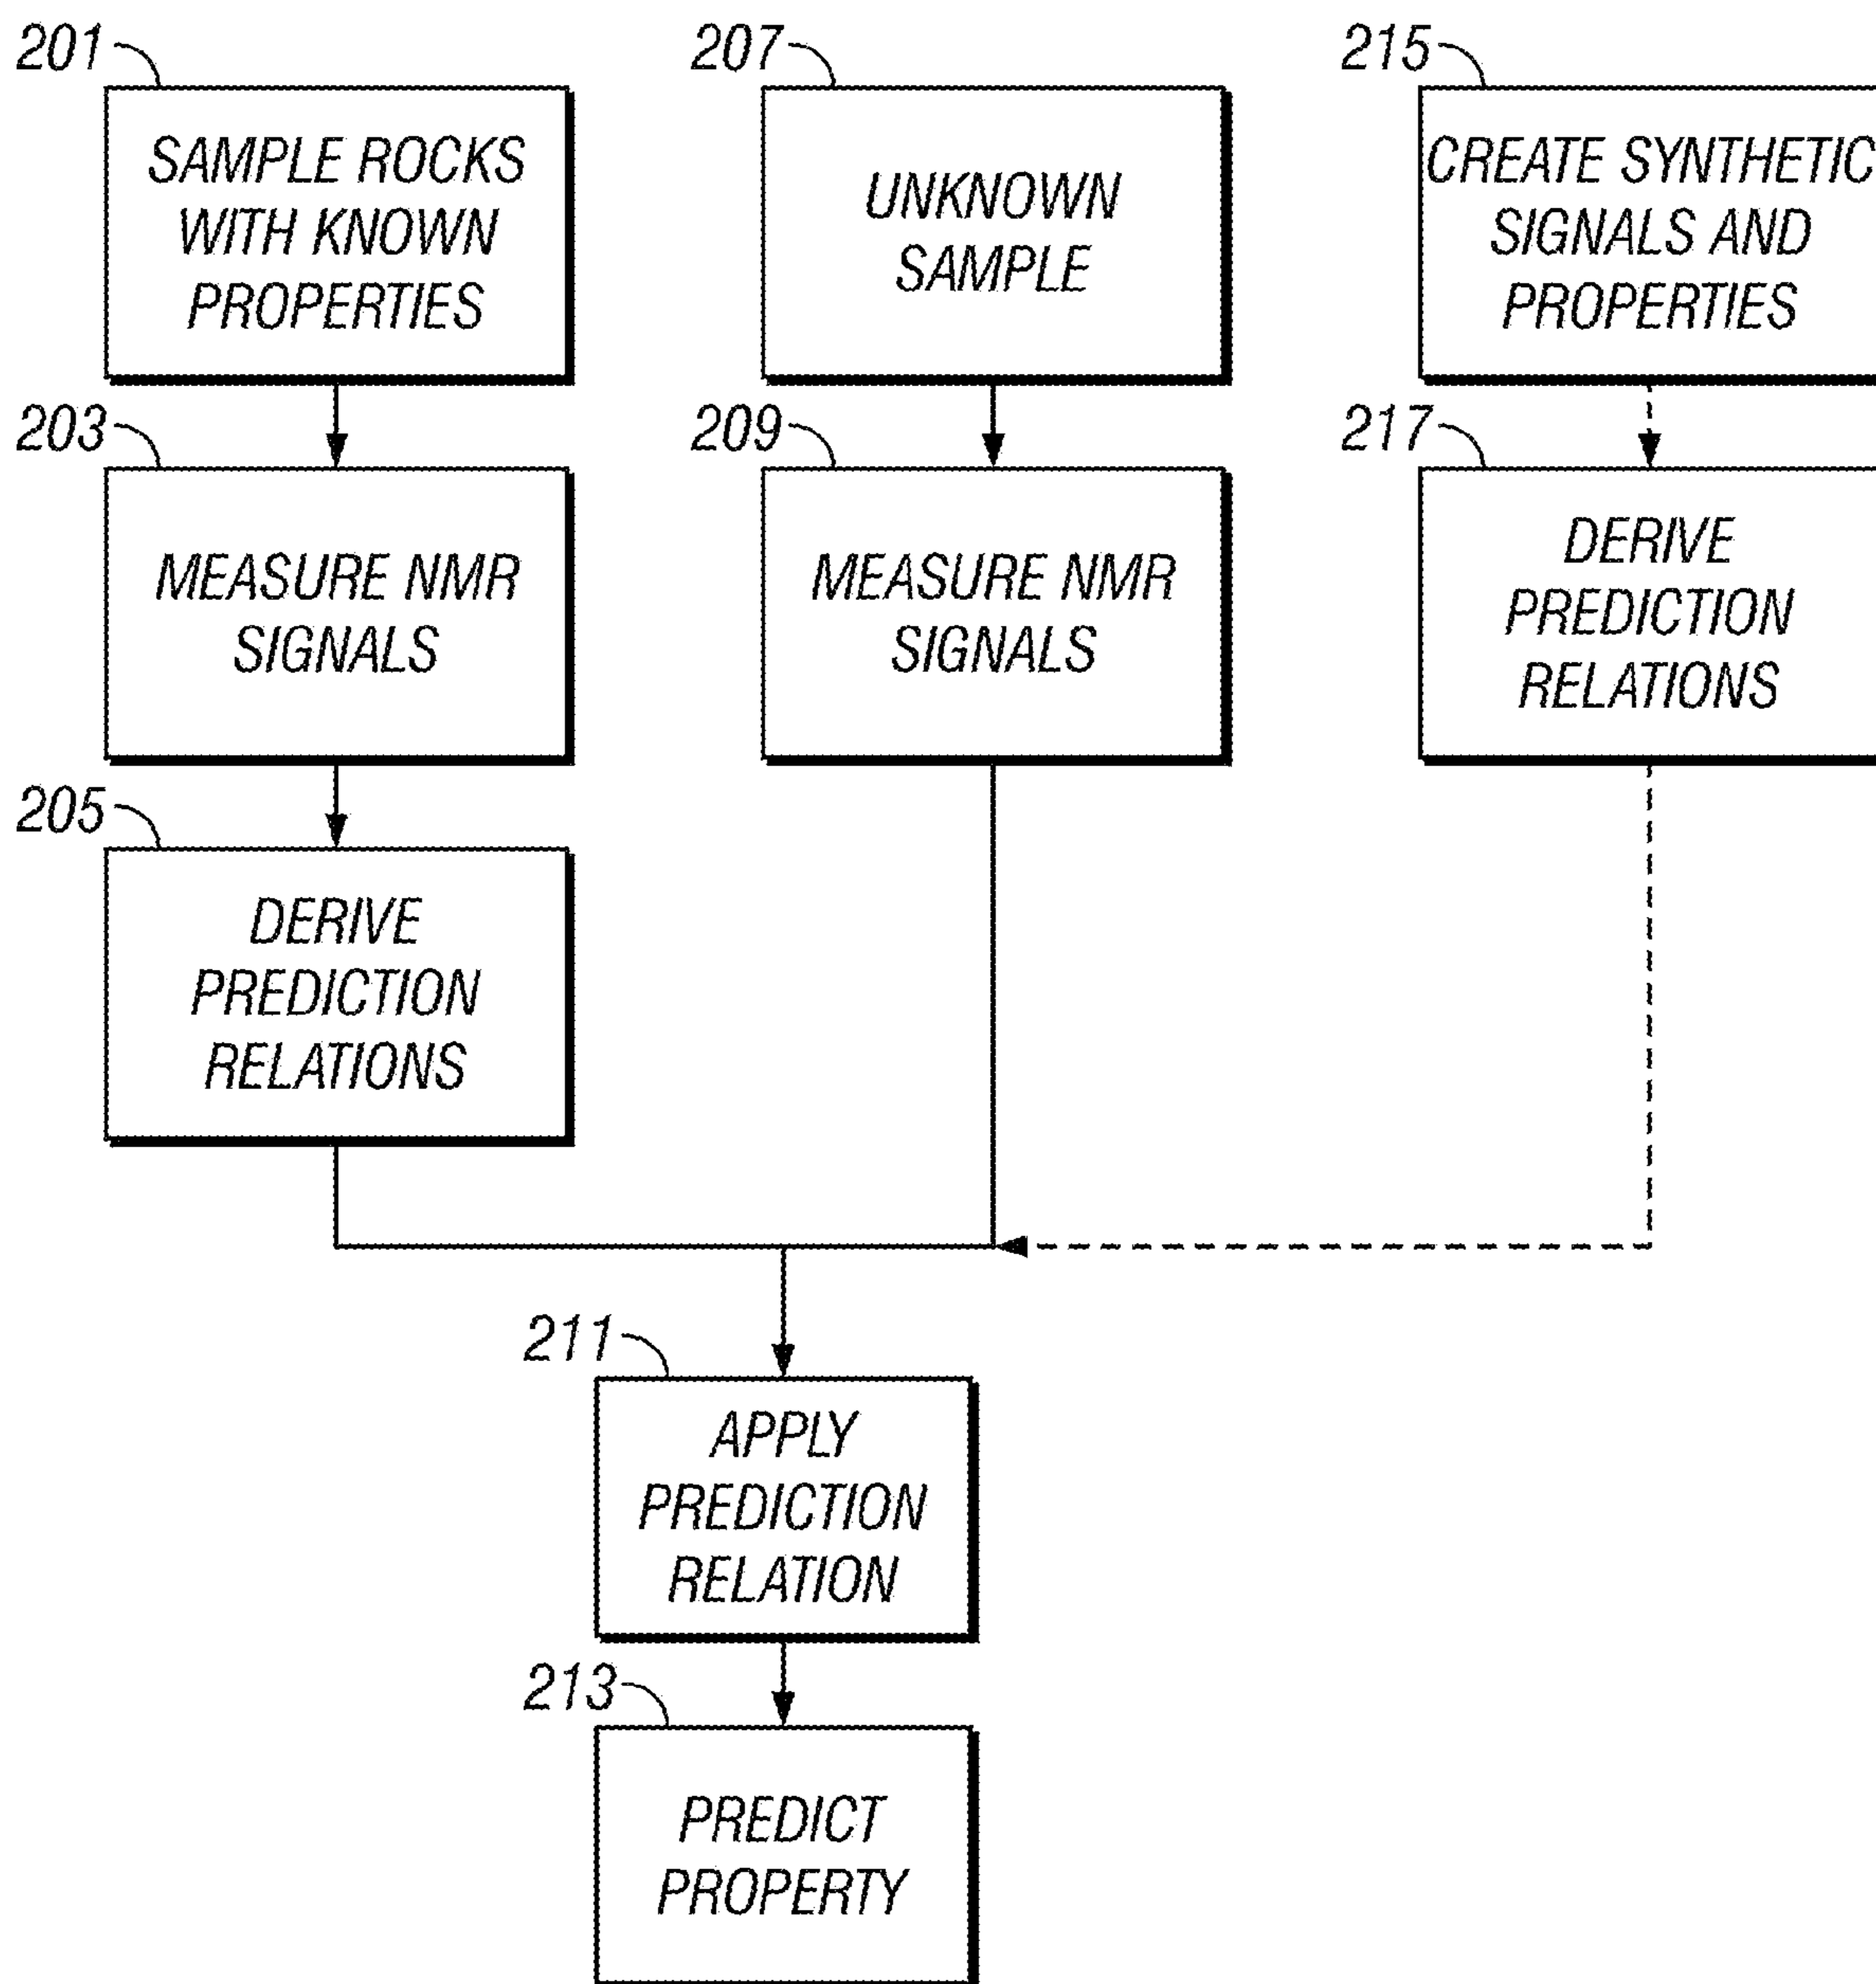 201
SAMPLE ROCKS
WITH KNOWN
PROPERTIES
207
UNKNOWN
SAMPLE
215
CREATE SYNTHETIC
SIGNALS AND
PROPERTIES
203
MEASURE NMR
SIGNALS
209
MEASURE NMR
SIGNALS
217
DERIVE
PREDICTION
RELATIONS
205
DERIVE
PREDICTION
RELATIONS
211
APPLY
PREDICTION
RELATION
213
PREDICT
PROPERTY